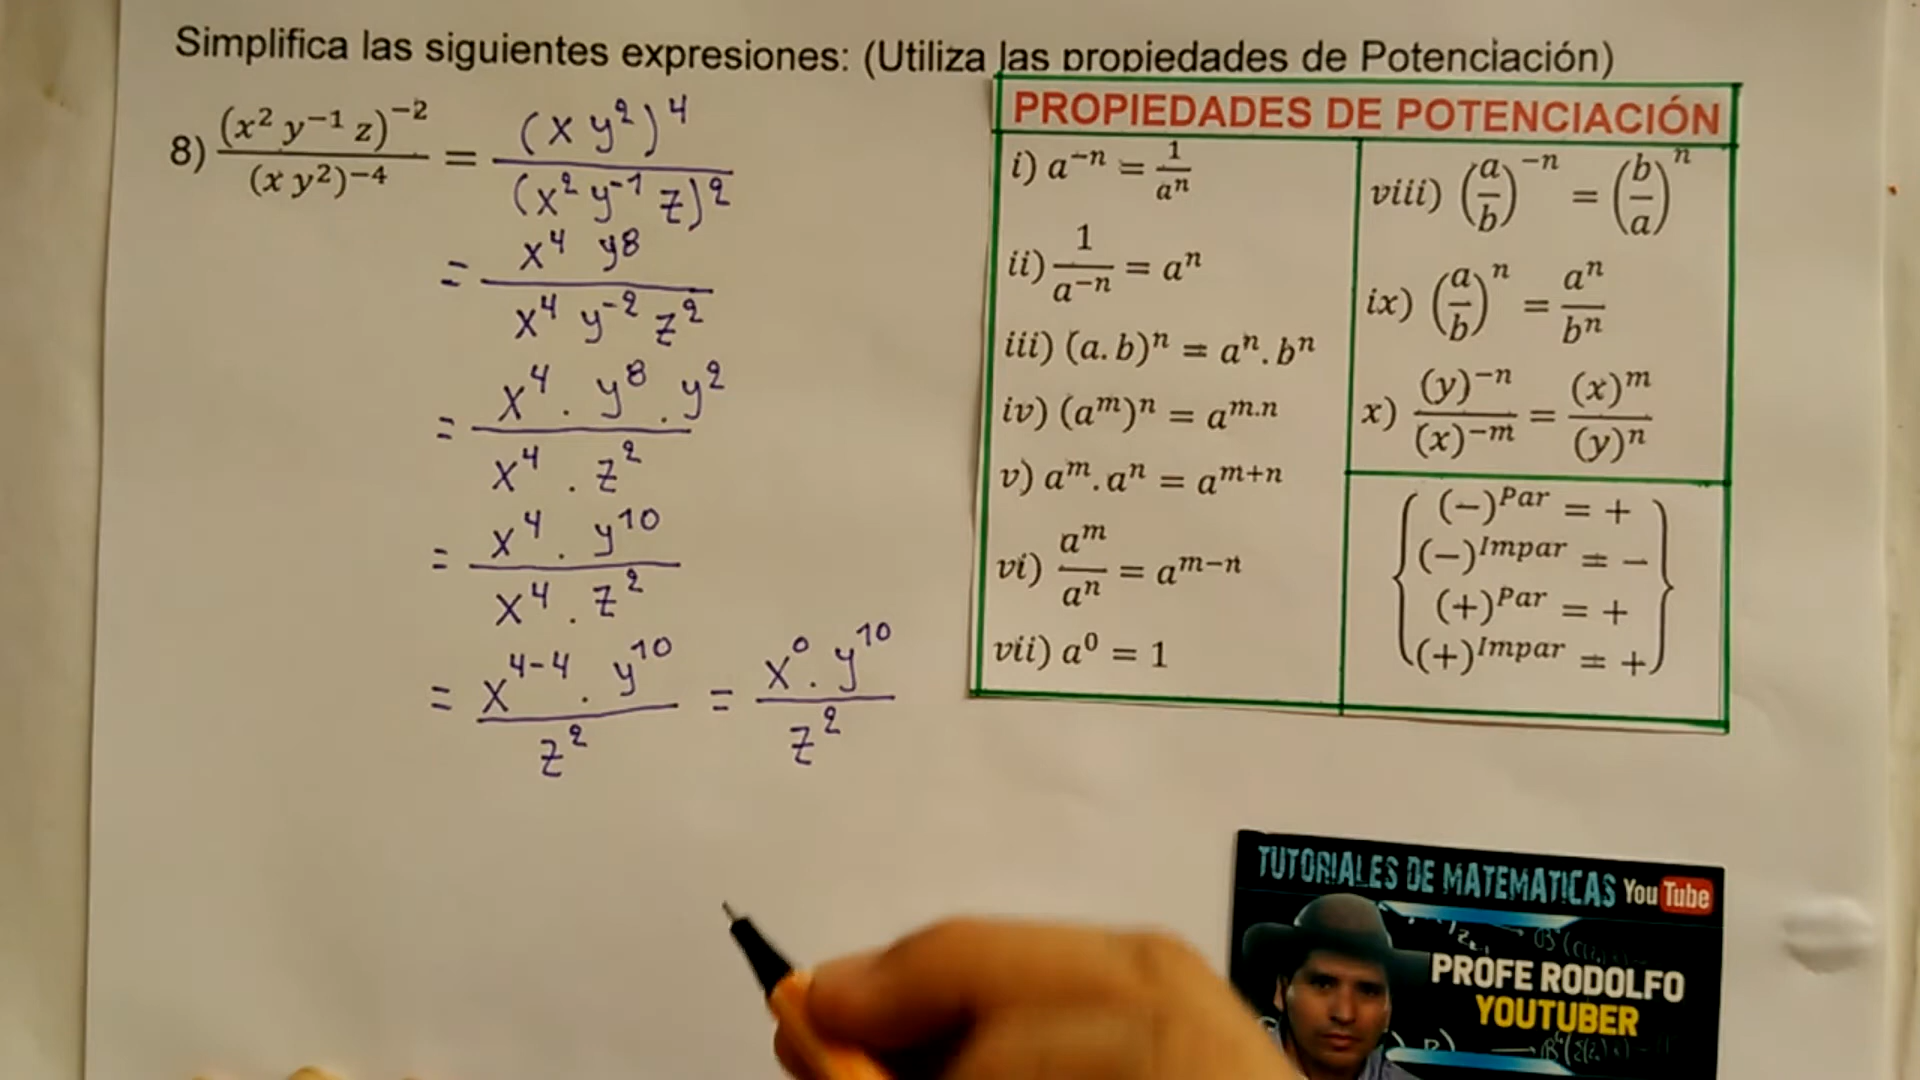 Simplifica las siguientes expresiones: (Utiliza las propiedades de Potenciación)
8) (x² y⁻¹ z)⁻² / (x y²)⁻⁴ = (x y²)⁴ / (x² y⁻¹ z)²
= x⁴ y⁸ / x⁴ y⁻² z²
= x⁴ . y⁸ . y² / x⁴ . z²
= x⁴ . y¹⁰ / x⁴ . z²
= x⁴⁻⁴ . y¹⁰ / z² = x⁰ . y¹⁰ / z²
PROPIEDADES DE POTENCIACIÓN
i) a⁻ⁿ = 1 / aⁿ
ii) 1 / a⁻ⁿ = aⁿ
iii) (a. b)ⁿ = aⁿ. bⁿ
iv) (aᵐ)ⁿ = aᵐ·ⁿ
v) aᵐ. aⁿ = aᵐ⁺ⁿ
vi) aᵐ / aⁿ = aᵐ⁻ⁿ
vii) a⁰ = 1
viii) (a/b)⁻ⁿ = (b/a)ⁿ
ix) (a/b)ⁿ = aⁿ / bⁿ
x) (y)⁻ⁿ / (x)⁻ᵐ = (x)ᵐ / (y)ⁿ
(−)^Par = +
(−)^Impar = −
(+)^Par = +
(+)^Impar = +
TUTORIALES DE MATEMATICAS YouTube
PROFE RODOLFO
YOUTUBER